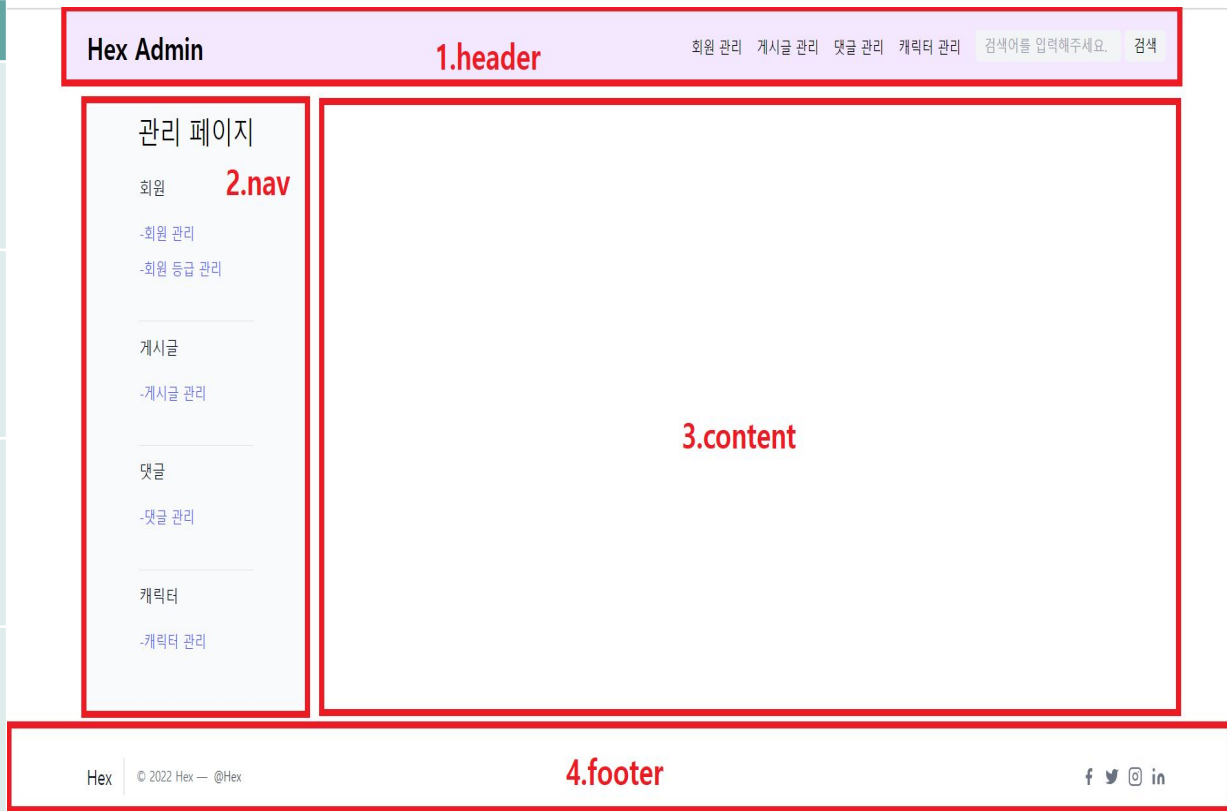 Hex Admin
1.header
회원 관리 게시글 관리 댓글 관리 캐릭터 관리 검색어를 입력해주세요. 검색
관리 페이지
2.nav
회원
-회원 관리
-회원 등급 관리
게시글
-게시글 관리
댓글
-댓글 관리
캐릭터
-캐릭터 관리
3.content
Hex © 2022 Hex — @Hex
4.footer